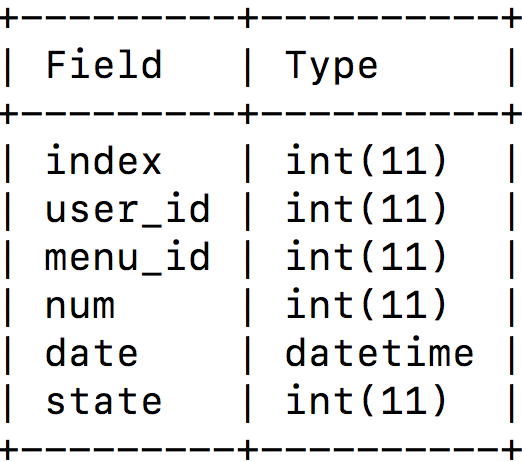 +---------+----------+
| Field   | Type     |
+---------+----------+
| index   | int(11)  |
| user_id | int(11)  |
| menu_id | int(11)  |
| num     | int(11)  |
| date    | datetime |
| state   | int(11)  |
+---------+----------+